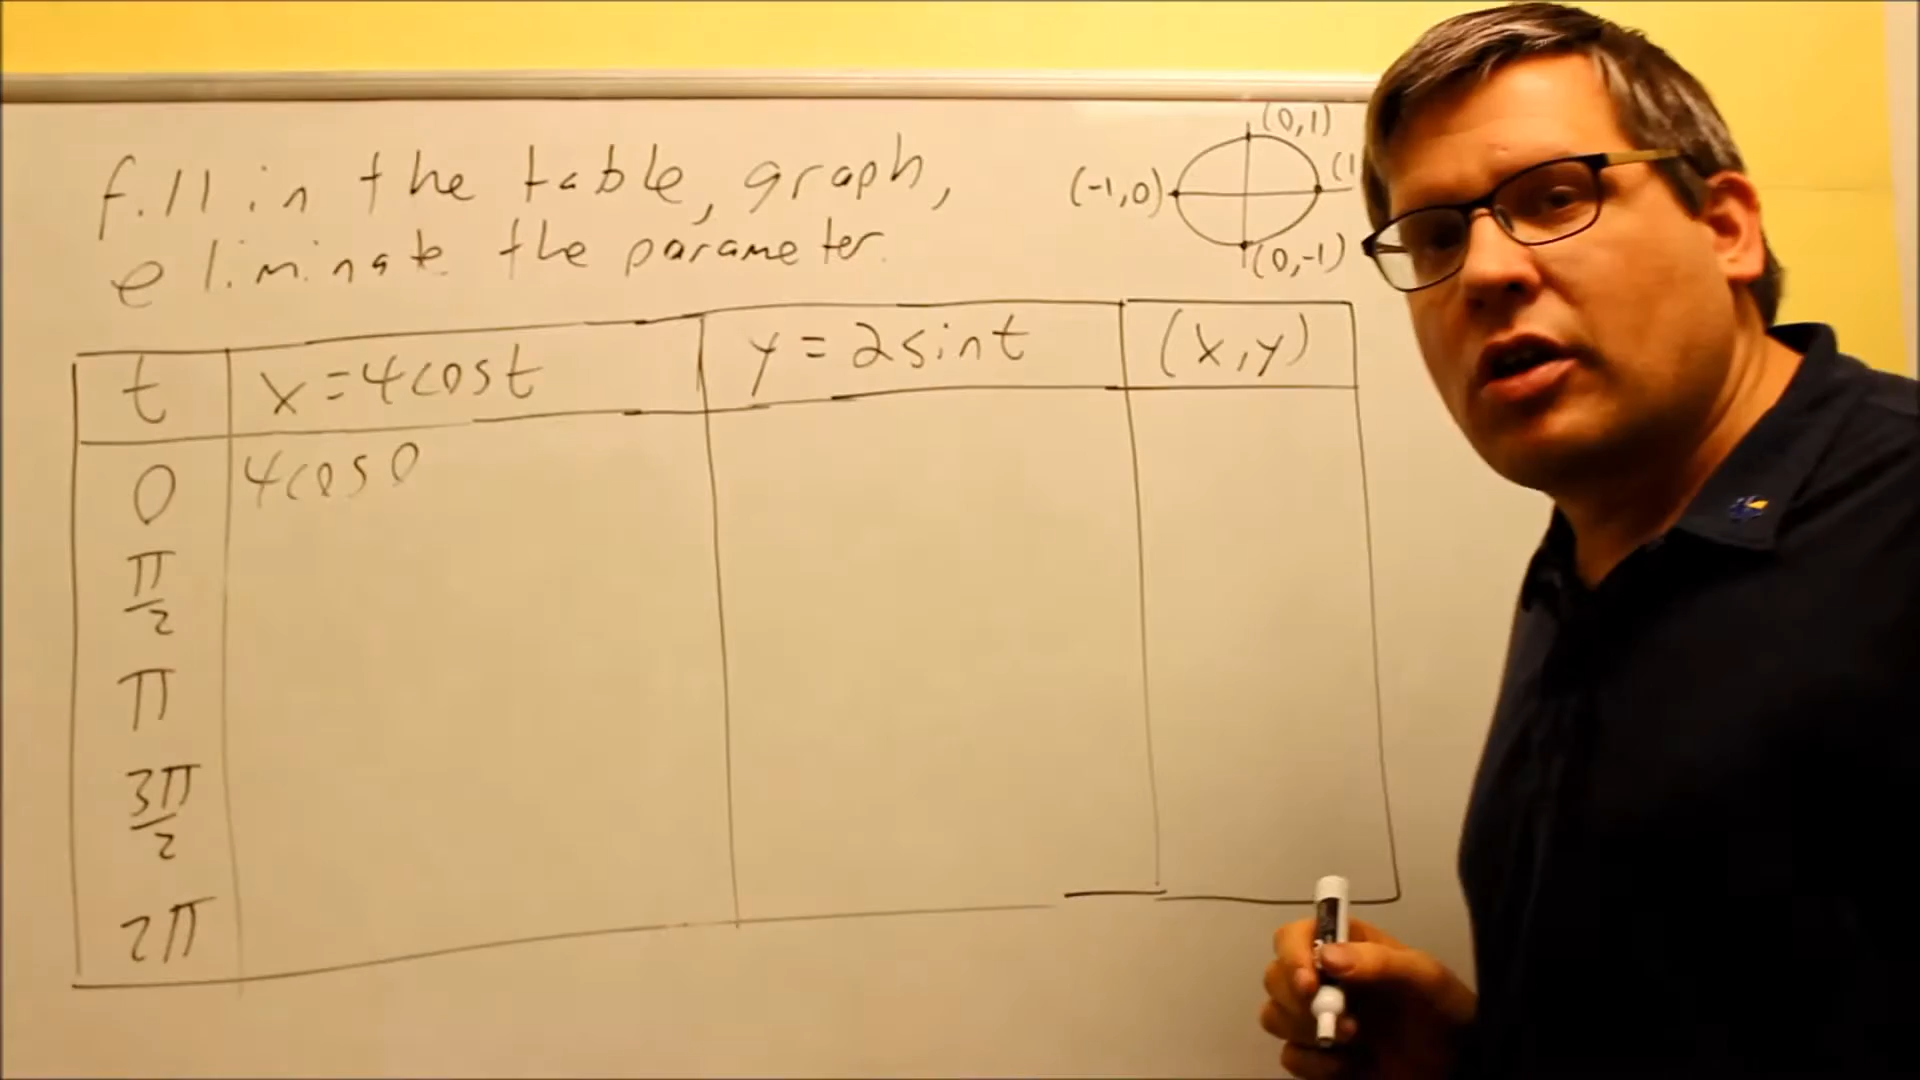 fill in the table, graph,
eliminate the parameter.
(0,1)
(-1,0)
(1
(0,-1)
t x=4cost y=2sint (x,y)
0 4cos0
π/2
π
3π/2
2π